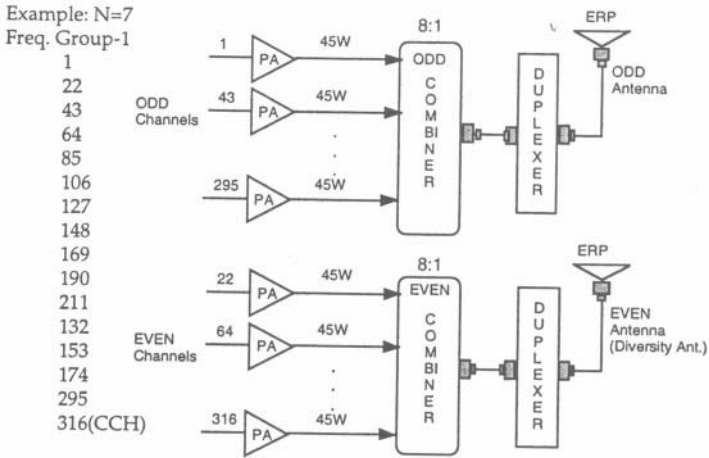 Example: N=7
Freq. Group-1
1
22
43
64
85
106
127
148
169
190
211
132
153
174
295
316(CCH)
ODD
Channels
1
PA
45W
43
PA
45W
295
PA
45W
8:1
ODD
COMBINER
DUPLEXER
ERP
ODD
Antenna
EVEN
Channels
22
PA
45W
64
PA
45W
316
PA
45W
8:1
EVEN
COMBINER
DUPLEXER
ERP
EVEN
Antenna
(Diversity Ant.)